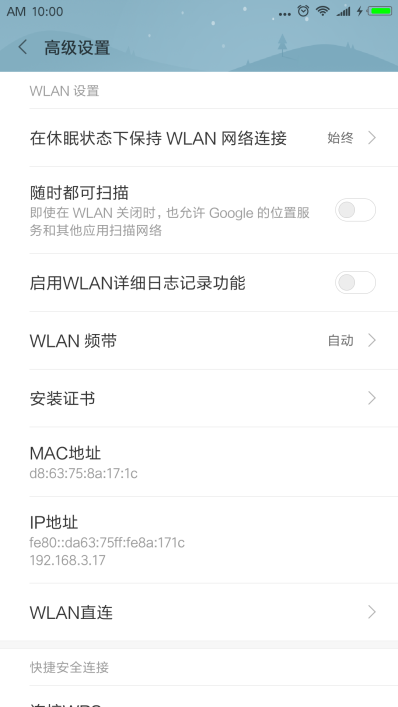 AM 10:00
高级设置
WLAN 设置
在休眠状态下保持 WLAN 网络连接
始终
随时都可扫描
即使在 WLAN 关闭时，也允许 Google 的位置服
务和其他应用扫描网络
启用WLAN详细日志记录功能
WLAN 频带
自动
安装证书
MAC地址
d8:63:75:8a:17:1c
IP地址
fe80::da63:75ff:fe8a:171c
192.168.3.17
WLAN直连
快捷安全连接